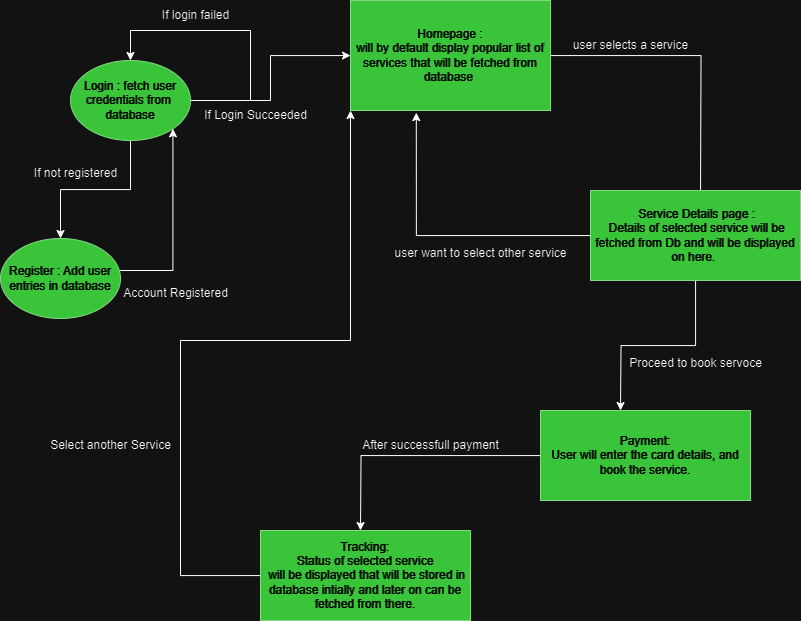 If login failed
Homepage :
will by default display popular list of
services that will be fetched from
database
user selects a service
Login : fetch user
credentials from
database
If Login Succeeded
If not registered
Service Details page :
Details of selected service will be
fetched from Db and will be displayed
on here.
user want to select other service
Register : Add user
entries in database
Account Registered
Proceed to book servoce
Payment:
User will enter the card details, and
book the service.
Select another Service
After successfull payment
Tracking:
Status of selected service
will be displayed that will be stored in
database intially and later on can be
fetched from there.